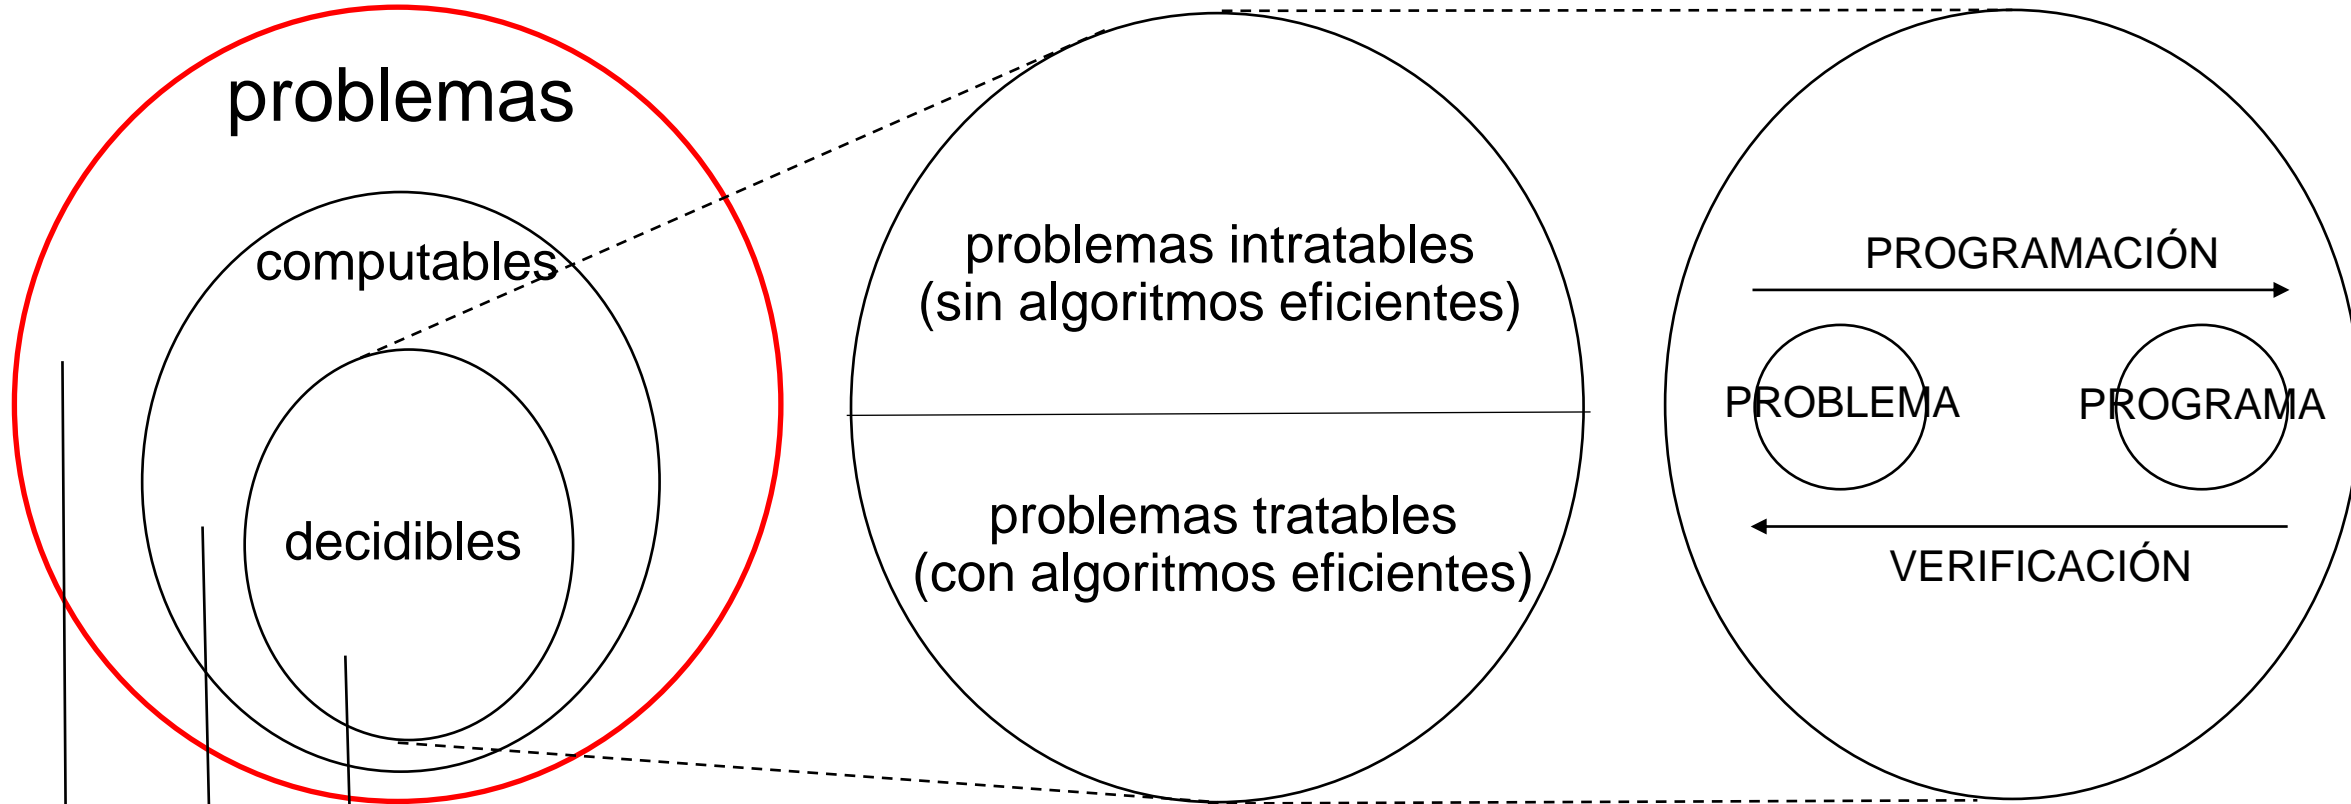 problemas
computables
decidibles
problemas intratables
(sin algoritmos eficientes)
problemas tratables
(con algoritmos eficientes)
PROGRAMACIÓN
PROBLEMA
PROGRAMA
VERIFICACIÓN